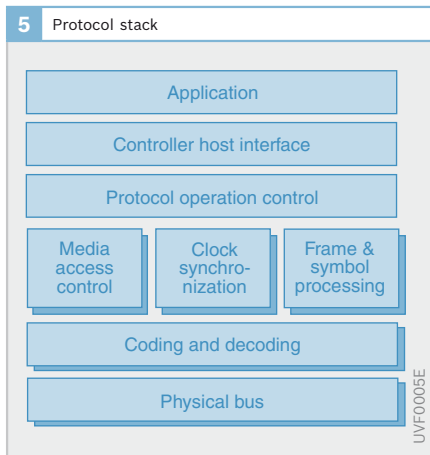 5 Protocol stack
Application
Controller host interface
Protocol operation control
Media
access
control
Clock
synchro-
nization
Frame &
symbol
processing
Coding and decoding
Physical bus
UVF0005E